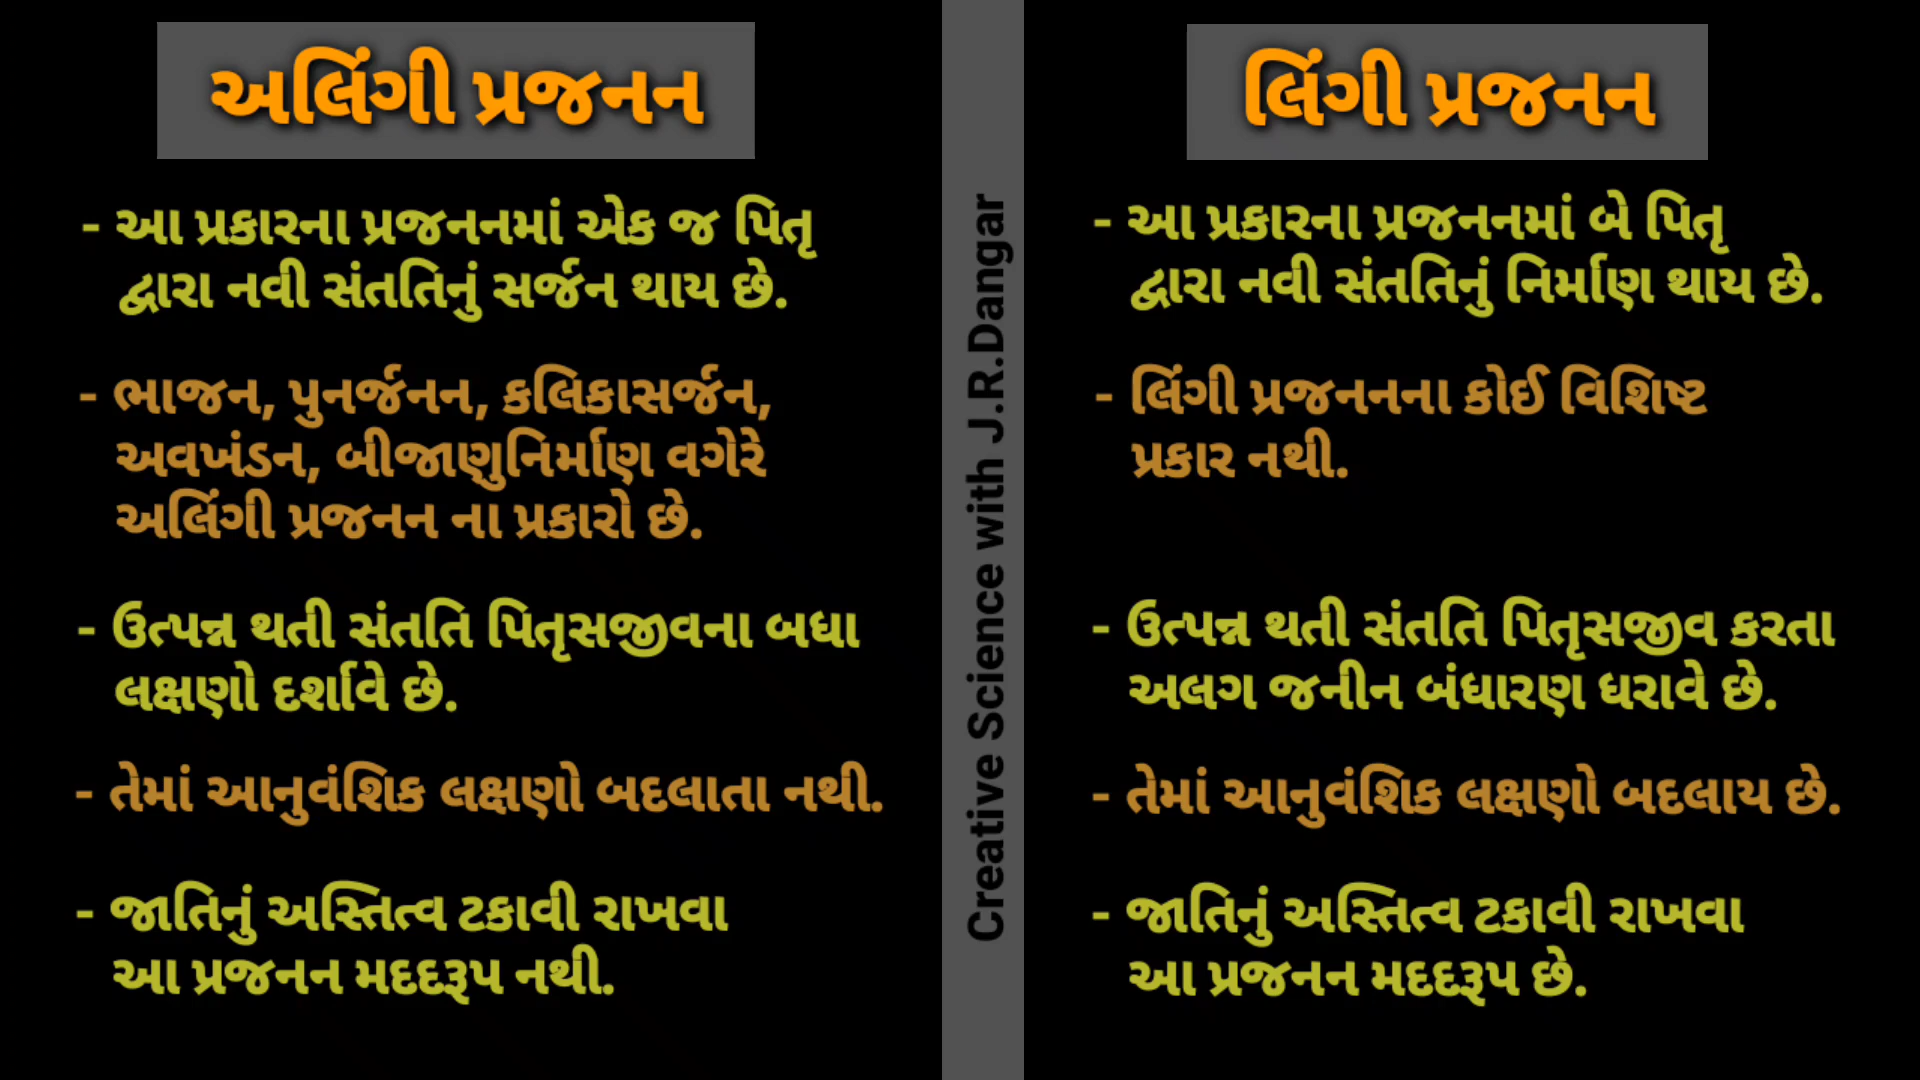 અલિંગી પ્રજનન
- આ પ્રકારના પ્રજનનમાં એક જ પિતૃ
દ્વારા નવી સંતતિનું સર્જન થાય છે.
- ભાજન, પુનર્જનન, કલિકાસર્જન,
અવખંડન, બીજાણુનિર્માણ વગેરે
અલિંગી પ્રજનન ના પ્રકારો છે.
- ઉત્પન્ન થતી સંતતિ પિતૃસજીવના બધા
લક્ષણો દર્શાવે છે.
- તેમાં આનુવંશિક લક્ષણો બદલાતા નથી.
- જાતિનું અસ્તિત્વ ટકાવી રાખવા
આ પ્રજનન મદદરૂપ નથી.
Creative Science with J.R.Dangar
લિંગી પ્રજનન
- આ પ્રકારના પ્રજનનમાં બે પિતૃ
દ્વારા નવી સંતતિનું નિર્માણ થાય છે.
- લિંગી પ્રજનનના કોઈ વિશિષ્ટ
પ્રકાર નથી.
- ઉત્પન્ન થતી સંતતિ પિતૃસજીવ કરતા
અલગ જનીન બંધારણ ધરાવે છે.
- તેમાં આનુવંશિક લક્ષણો બદલાય છે.
- જાતિનું અસ્તિત્વ ટકાવી રાખવા
આ પ્રજનન મદદરૂપ છે.